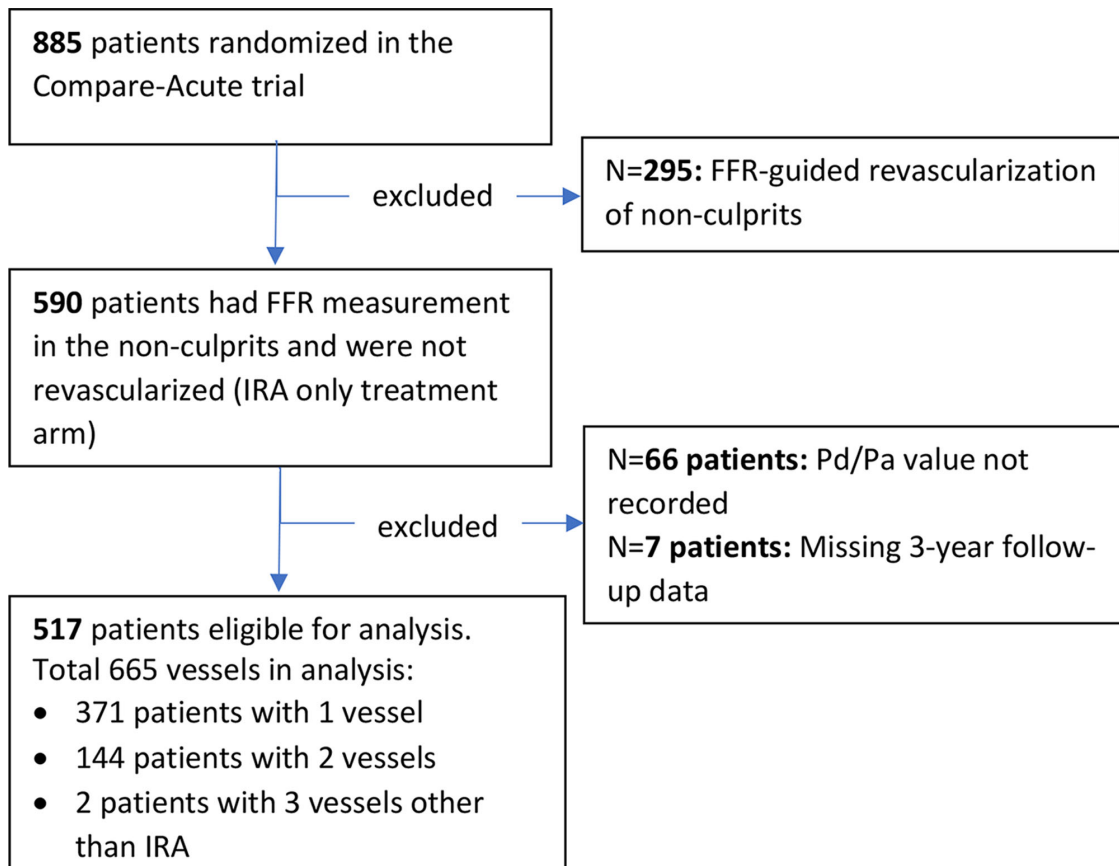 885 patients randomized in the
Compare-Acute trial
excluded
N=295: FFR-guided revascularization
of non-culprits
590 patients had FFR measurement
in the non-culprits and were not
revascularized (IRA only treatment
arm)
excluded
N=66 patients: Pd/Pa value not
recorded
N=7 patients: Missing 3-year follow-
up data
517 patients eligible for analysis.
Total 665 vessels in analysis:
• 371 patients with 1 vessel
• 144 patients with 2 vessels
• 2 patients with 3 vessels other
than IRA